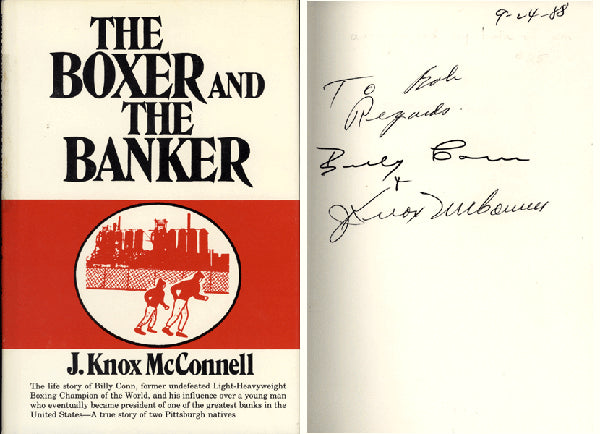 THE
BOXER AND
THE
BANKER
J. Knox McConnell
The life story of Billy Conn, former undefeated Light-Heavyweight
Boxing Champion of the World, and his influence over a young man
who eventually became president of one of the greatest banks in the
United States—A true story of two Pittsburgh natives
9-24-88
To Bob
Regards
Billy Conn
+
J Knox McConnell